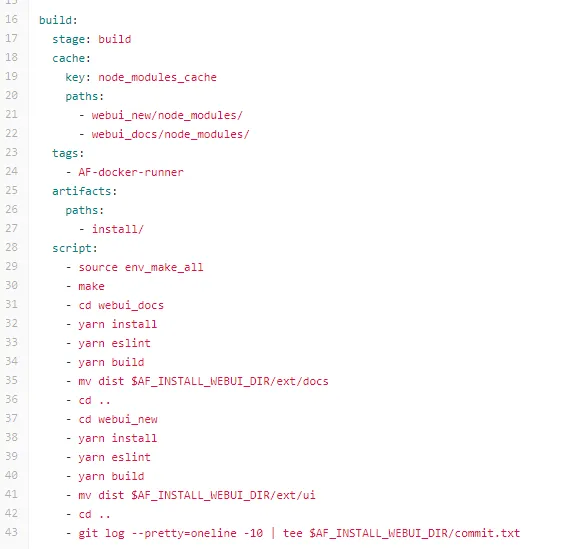 16 build:
17   stage: build
18   cache:
19     key: node_modules_cache
20     paths:
21       - webui_new/node_modules/
22       - webui_docs/node_modules/
23   tags:
24     - AF-docker-runner
25   artifacts:
26     paths:
27       - install/
28   script:
29     - source env_make_all
30     - make
31     - cd webui_docs
32     - yarn install
33     - yarn eslint
34     - yarn build
35     - mv dist $AF_INSTALL_WEBUI_DIR/ext/docs
36     - cd ..
37     - cd webui_new
38     - yarn install
39     - yarn eslint
40     - yarn build
41     - mv dist $AF_INSTALL_WEBUI_DIR/ext/ui
42     - cd ..
43     - git log --pretty=oneline -10 | tee $AF_INSTALL_WEBUI_DIR/commit.txt